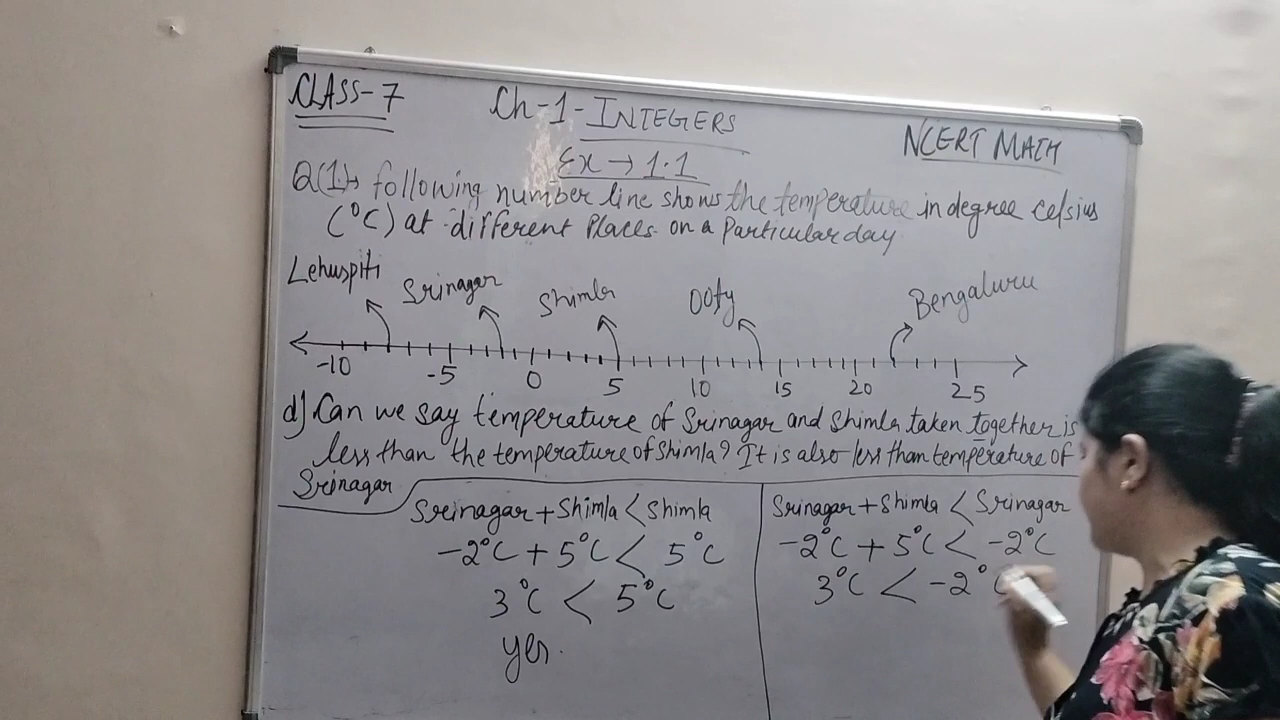 CLASS-7
Ch-1-INTEGERS
NCERT MATH
Ex → 1.1
Q(1)→ following number line shows the temperature in degree celsius
(°C) at different Places on a particular day.
Lehuspiti Srinagar Shimla Ooty Bengaluru
-10 -5 0 5 10 15 20 25
d) Can we say temperature of Srinagar and Shimla taken together is
less than the temperature of Shimla? It is also less than temperature of
Srinagar
Sreinagar + Shimla < Shimla
-2°C + 5°C < 5°C
3°C < 5°C
yes.
Srinagar + Shimla < Srinagar
-2°C + 5°C < -2°C
3°C < -2°C